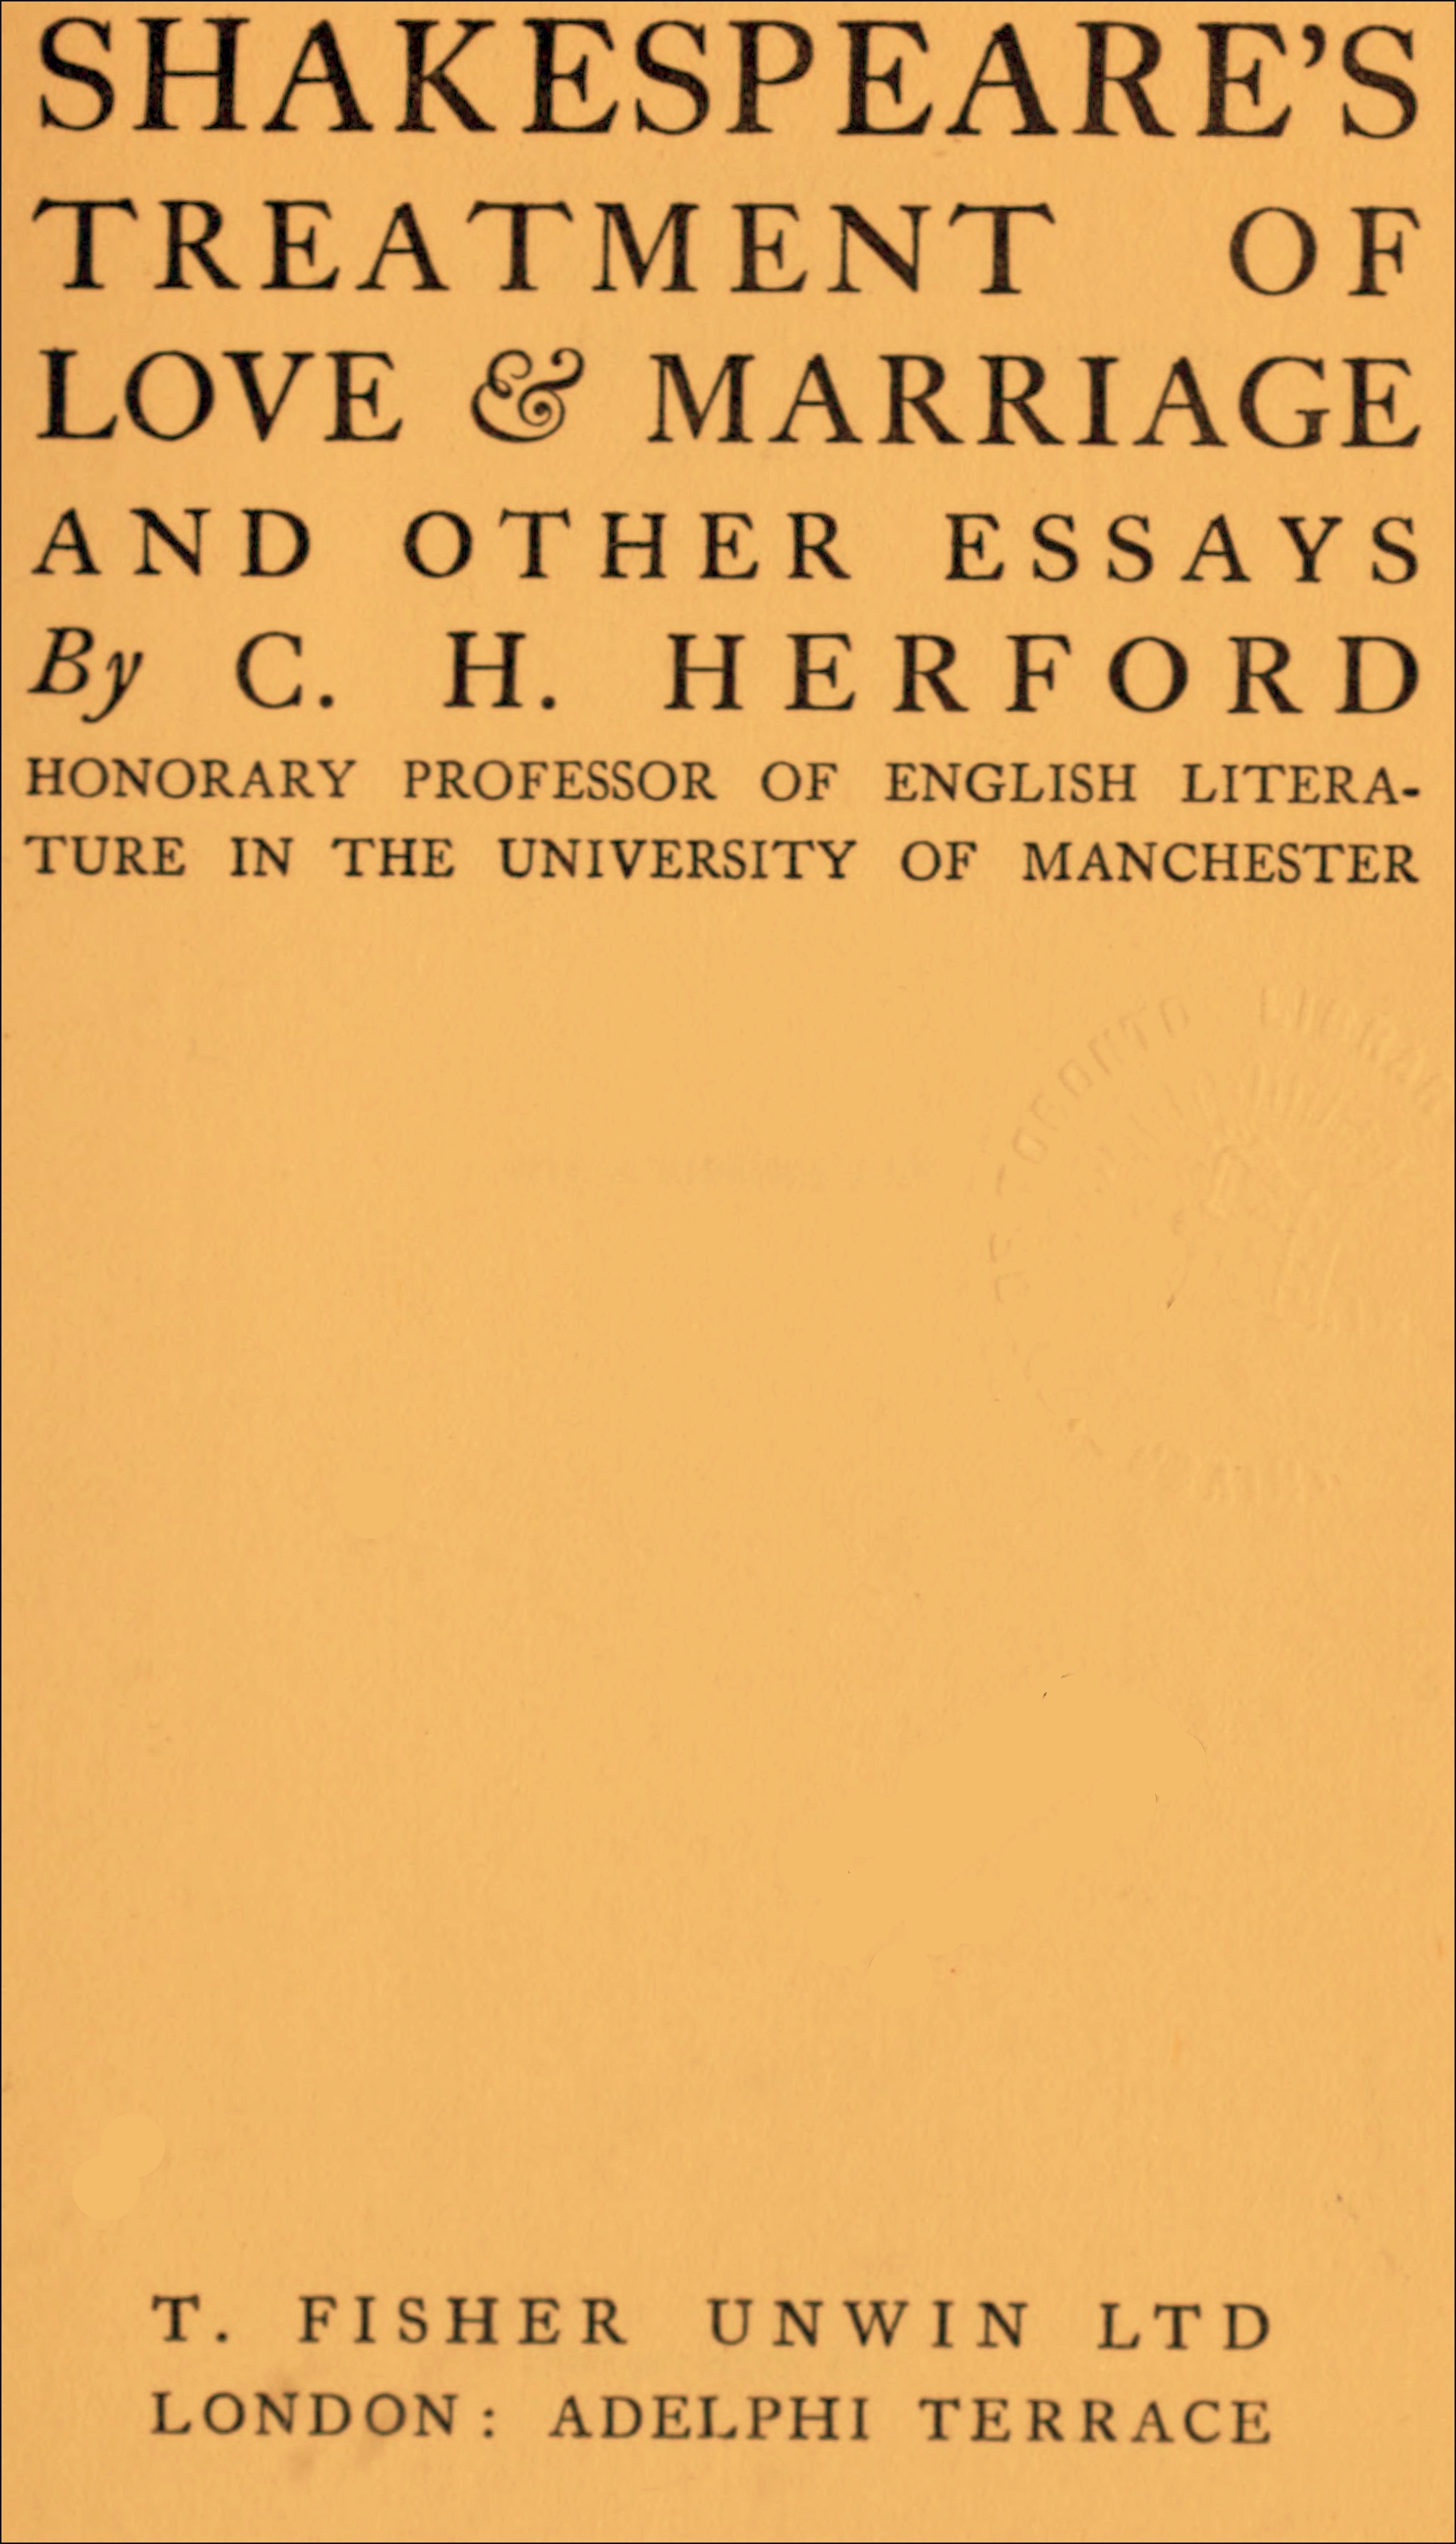 SHAKESPEARE’S
TREATMENT OF
LOVE & MARRIAGE
AND OTHER ESSAYS
By C. H. HERFORD
HONORARY PROFESSOR OF ENGLISH LITERA-
TURE IN THE UNIVERSITY OF MANCHESTER
TORONTO
T. FISHER UNWIN LTD
LONDON: ADELPHI TERRACE